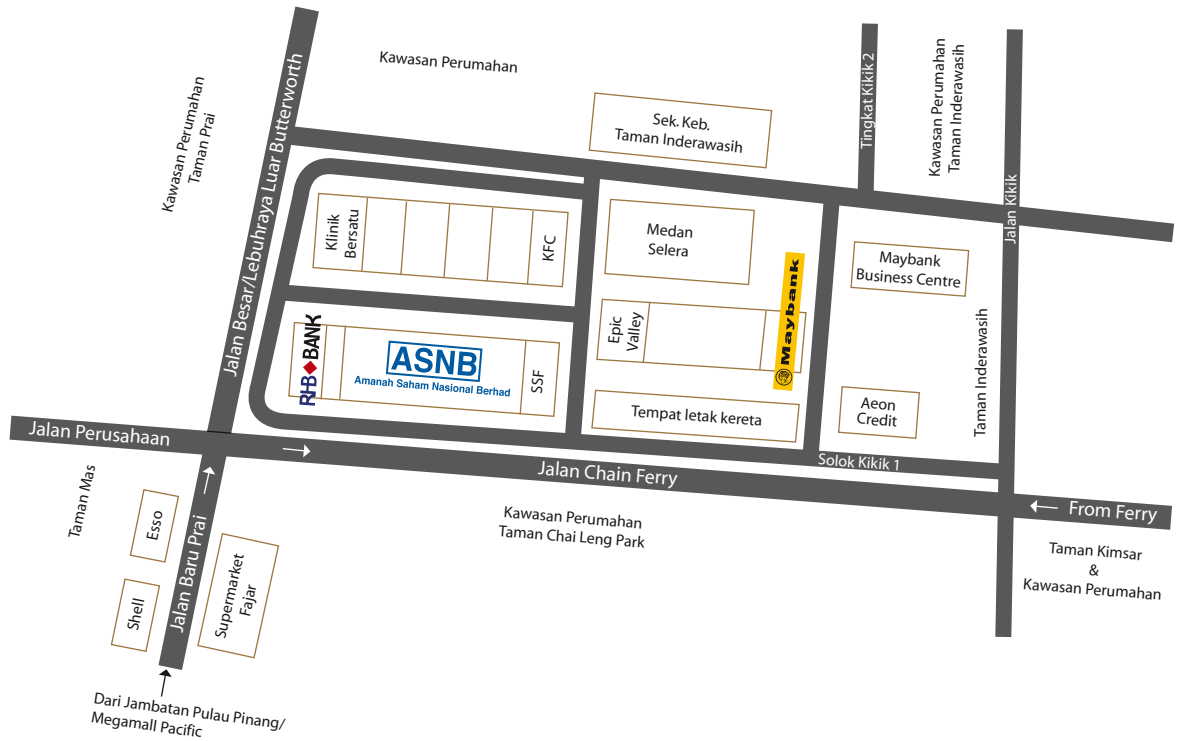 Kawasan Perumahan
Kawasan Perumahan
Taman Prai
Jalan Besar/Lebuhraya Luar Butterworth
Sek. Keb.
Taman Inderawasih
Tingkat Kikik 2
Kawasan Perumahan
Taman Inderawasih
Jalan Kikik
Klinik
Bersatu
KFC
Medan
Selera
Maybank
Maybank
Business Centre
RHB BANK
ASNB
Amanah Saham Nasional Berhad
SSF
Epic
Valley
Tempat letak kereta
Aeon
Credit
Taman Inderawasih
Solok Kikik 1
Jalan Perusahaan
Jalan Chain Ferry
From Ferry
Taman Mas
Esso
Shell
Jalan Baru Prai
Supermarket
Fajar
Kawasan Perumahan
Taman Chai Leng Park
Taman Kimsar
&
Kawasan Perumahan
Dari Jambatan Pulau Pinang/
Megamall Pacific